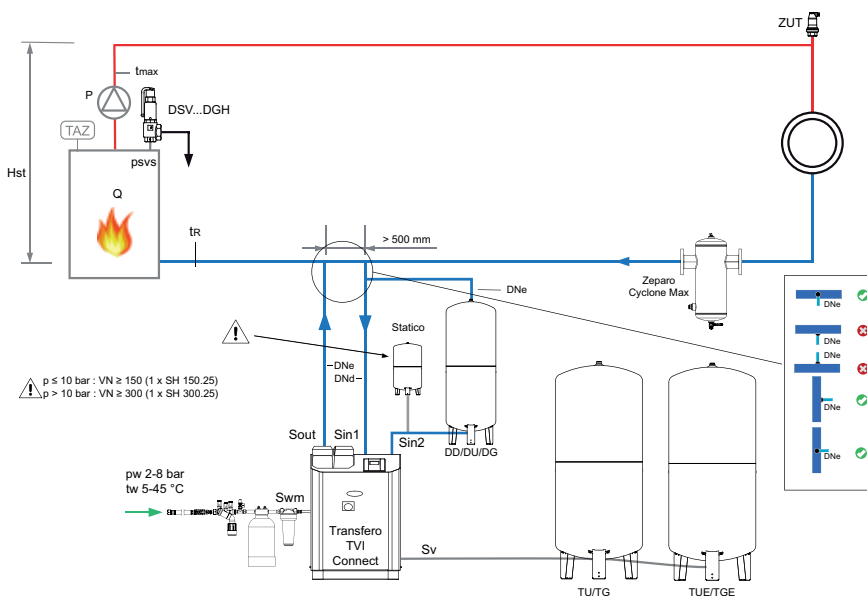 ZUT
tmax
P
DSV...DGH
TAZ
psvs
Hst
Q
tR
> 500 mm
DNe
Zeparo
Cyclone Max
Statico
DNe
DNe
DNe
DNe
DNe
DNe
DNd
p ≤ 10 bar : VN ≥ 150 (1 x SH 150.25)
p > 10 bar : VN ≥ 300 (1 x SH 300.25)
Sout
Sin1
Sin2
DD/DU/DG
pw 2-8 bar
tw 5-45 °C
Swm
Transfero
TVI
Connect
Sv
TU/TG
TUE/TGE